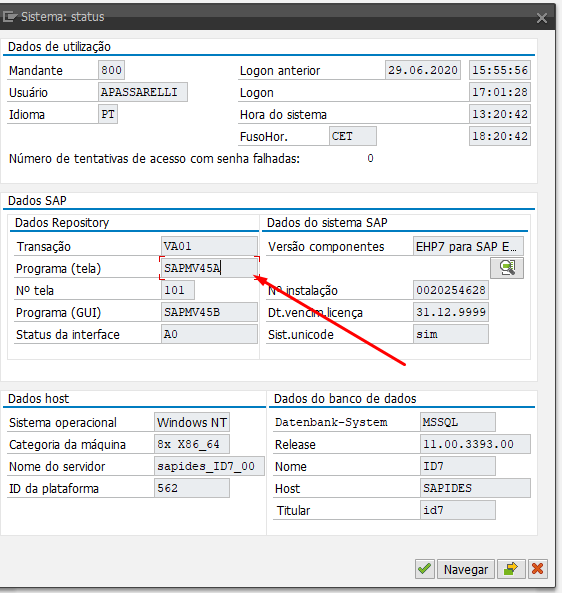 Sistema: status
Dados de utilização
Mandante 800 Logon anterior 29.06.2020 15:55:56
Usuário APASSARELLI Logon 17:01:28
Idioma PT Hora do sistema 13:20:42
FusoHor. CET 18:20:42
Número de tentativas de acesso com senha falhadas: 0
Dados SAP
Dados Repository
Transação VA01
Programa (tela) SAPMV45A
Nº tela 101
Programa (GUI) SAPMV45B
Status da interface A0
Dados do sistema SAP
Versão componentes EHP7 para SAP E...
Nº instalação 0020254628
Dt.vencim.licença 31.12.9999
Sist.unicode sim
Dados host
Sistema operacional Windows NT
Categoria da máquina 8x X86_64
Nome do servidor sapides_ID7_00
ID da plataforma 562
Dados do banco de dados
Datenbank-System MSSQL
Release 11.00.3393.00
Nome ID7
Host SAPIDES
Titular id7
Navegar